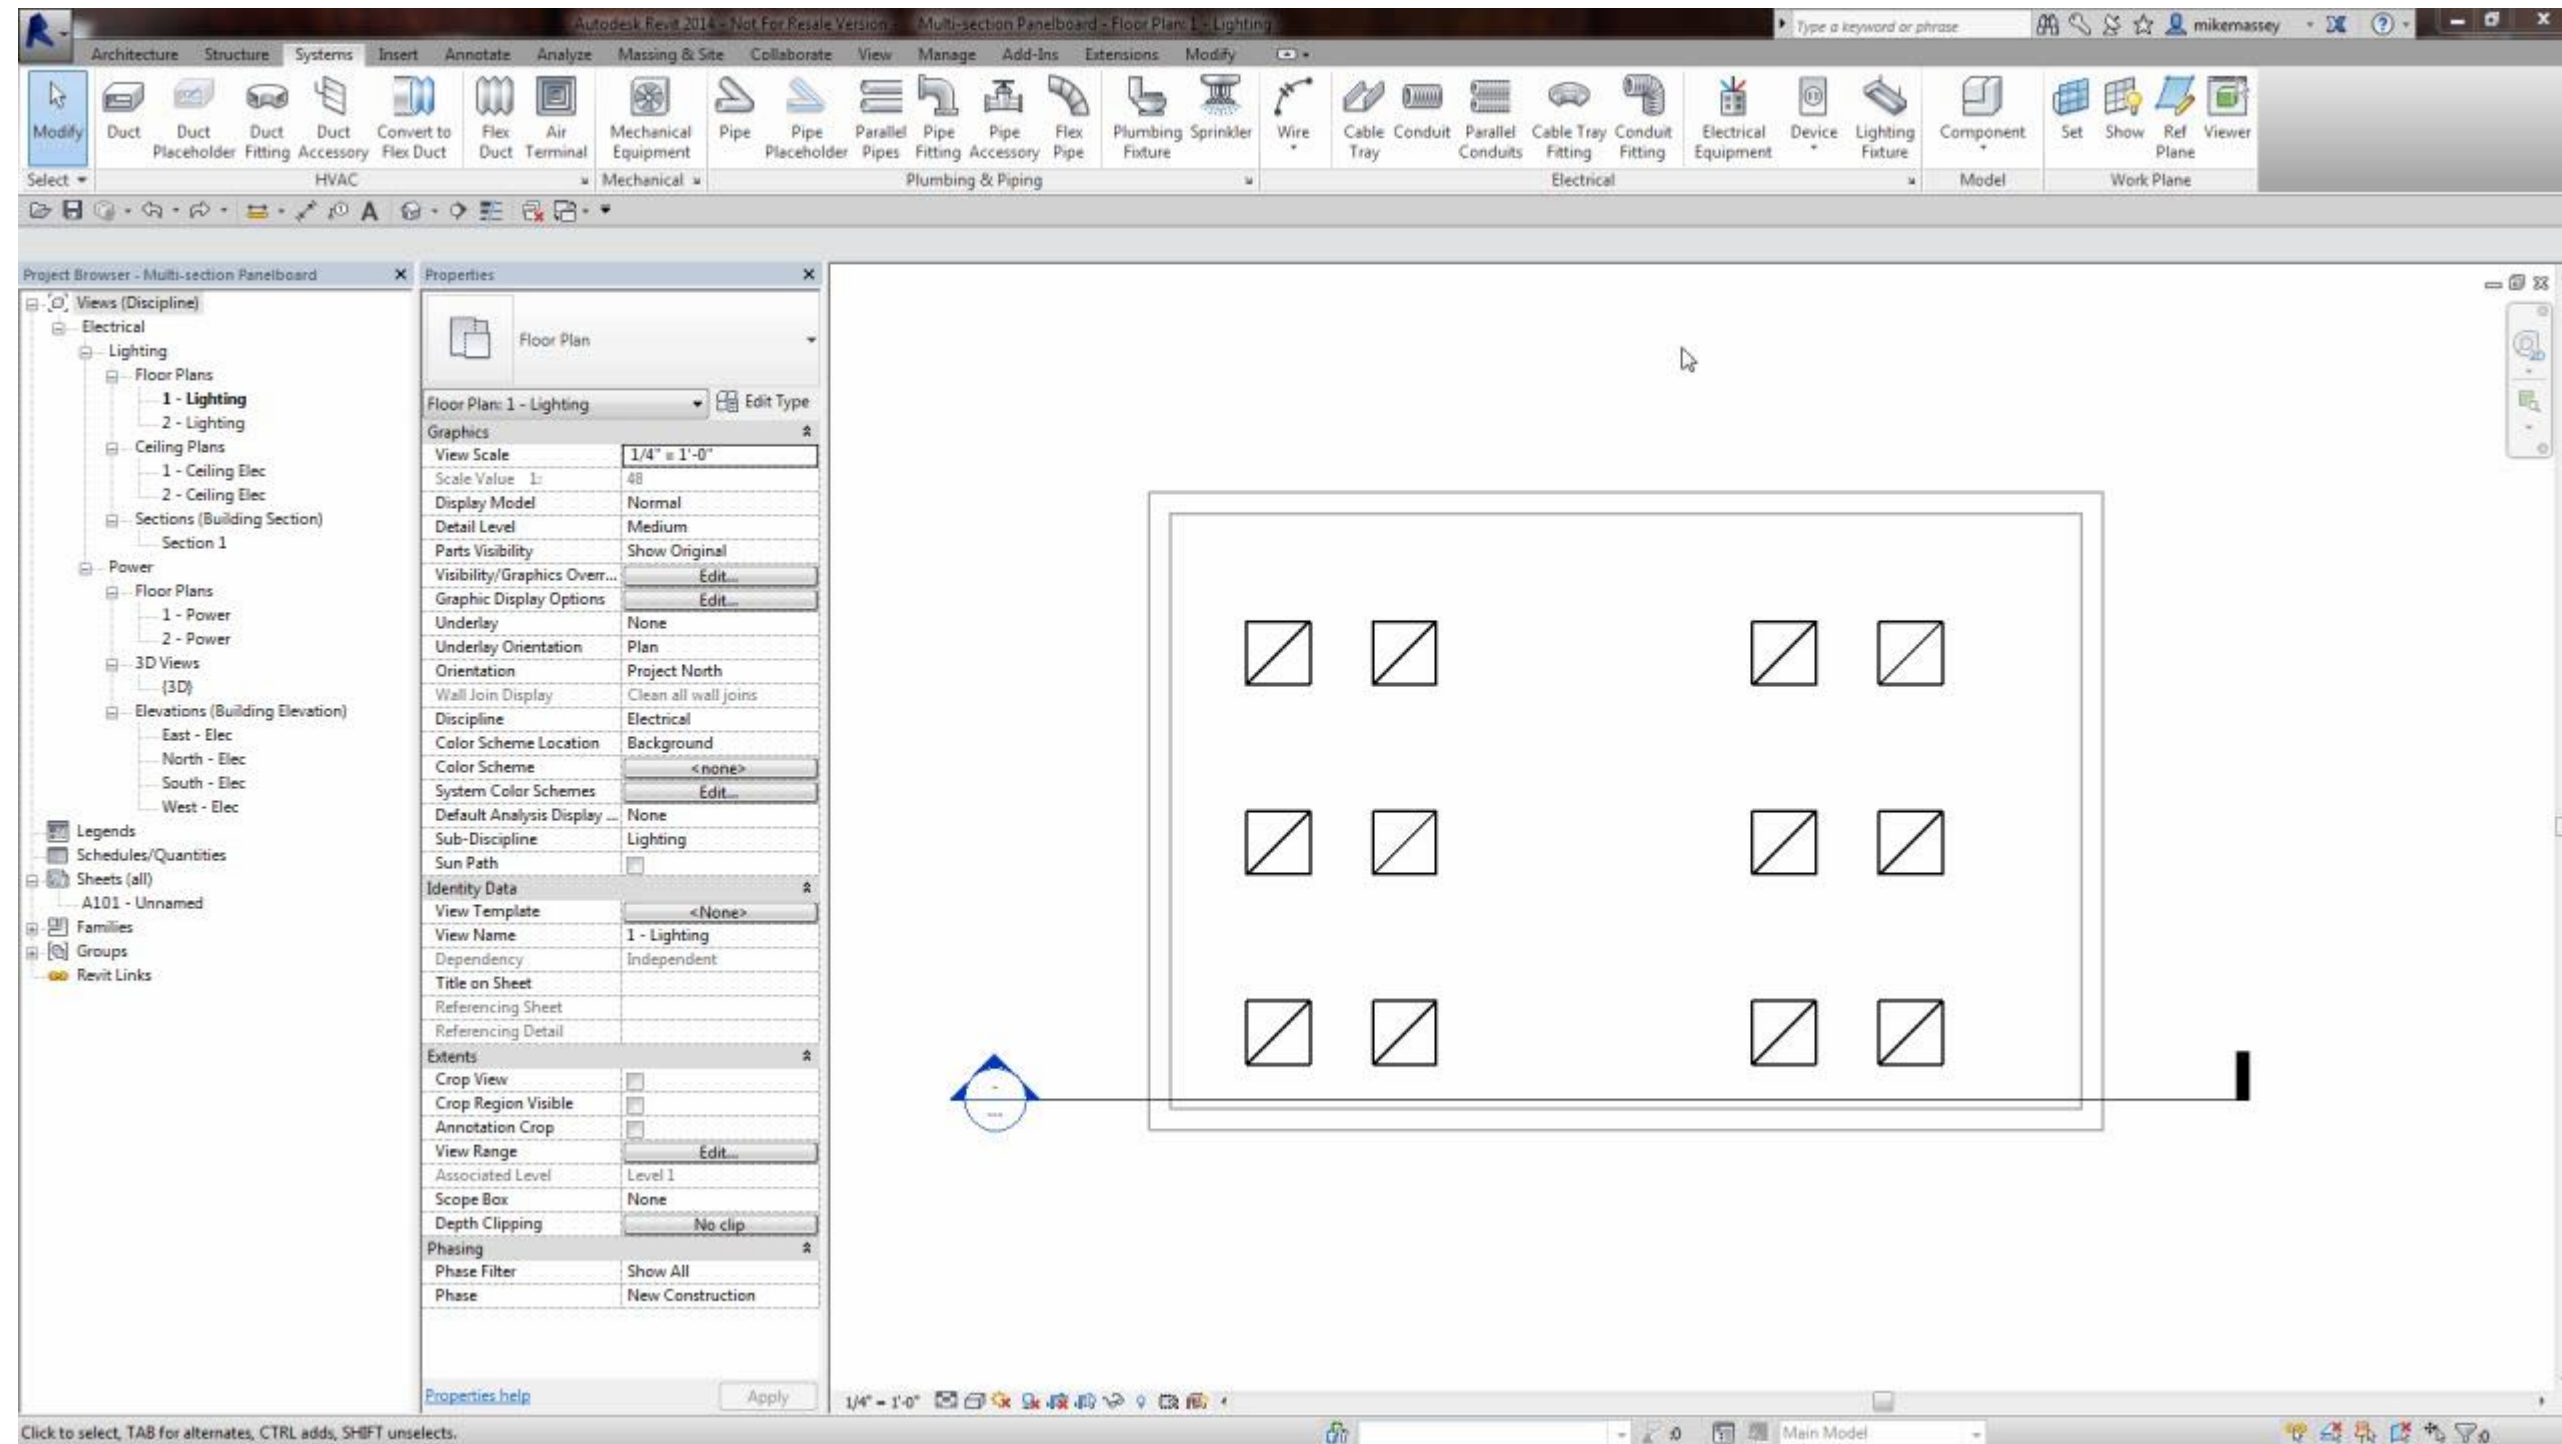 Autodesk Revit 2014 - Not For Resale Version - Multi-section Panelboard - Floor Plan: 1 - Lighting
Type a keyword or phrase
mikemassey
Architecture Structure Systems Insert Annotate Analyze Massing & Site Collaborate View Manage Add-Ins Extensions Modify
Modify
Duct
Duct Placeholder
Duct Fitting
Duct Accessory
Convert to Flex Duct
Flex Duct
Air Terminal
Mechanical Equipment
Pipe
Pipe Placeholder
Parallel Pipes
Pipe Fitting
Pipe Accessory
Flex Pipe
Plumbing Fixture
Sprinkler
Wire
Cable Tray
Conduit
Parallel Conduits
Cable Tray Fitting
Conduit Fitting
Electrical Equipment
Device
Lighting Fixture
Component
Set
Show
Ref Plane
Viewer
Select HVAC Mechanical Plumbing & Piping Electrical Model Work Plane
Project Browser - Multi-section Panelboard
Views (Discipline)
Electrical
Lighting
Floor Plans
1 - Lighting
2 - Lighting
Ceiling Plans
1 - Ceiling Elec
2 - Ceiling Elec
Sections (Building Section)
Section 1
Power
Floor Plans
1 - Power
2 - Power
3D Views
{3D}
Elevations (Building Elevation)
East - Elec
North - Elec
South - Elec
West - Elec
Legends
Schedules/Quantities
Sheets (all)
A101 - Unnamed
Families
Groups
Revit Links
Properties
Floor Plan
Floor Plan: 1 - Lighting Edit Type
Graphics
View Scale 1/4" = 1'-0"
Scale Value 1: 48
Display Model Normal
Detail Level Medium
Parts Visibility Show Original
Visibility/Graphics Overr... Edit...
Graphic Display Options Edit...
Underlay None
Underlay Orientation Plan
Orientation Project North
Wall Join Display Clean all wall joins
Discipline Electrical
Color Scheme Location Background
Color Scheme <none>
System Color Schemes Edit...
Default Analysis Display ... None
Sub-Discipline Lighting
Sun Path
Identity Data
View Template <None>
View Name 1 - Lighting
Dependency Independent
Title on Sheet
Referencing Sheet
Referencing Detail
Extents
Crop View
Crop Region Visible
Annotation Crop
View Range Edit...
Associated Level Level 1
Scope Box None
Depth Clipping No clip
Phasing
Phase Filter Show All
Phase New Construction
Properties help Apply
1/4" = 1'-0"
Click to select, TAB for alternates, CTRL adds, SHIFT unselects.
:0
Main Model
:0